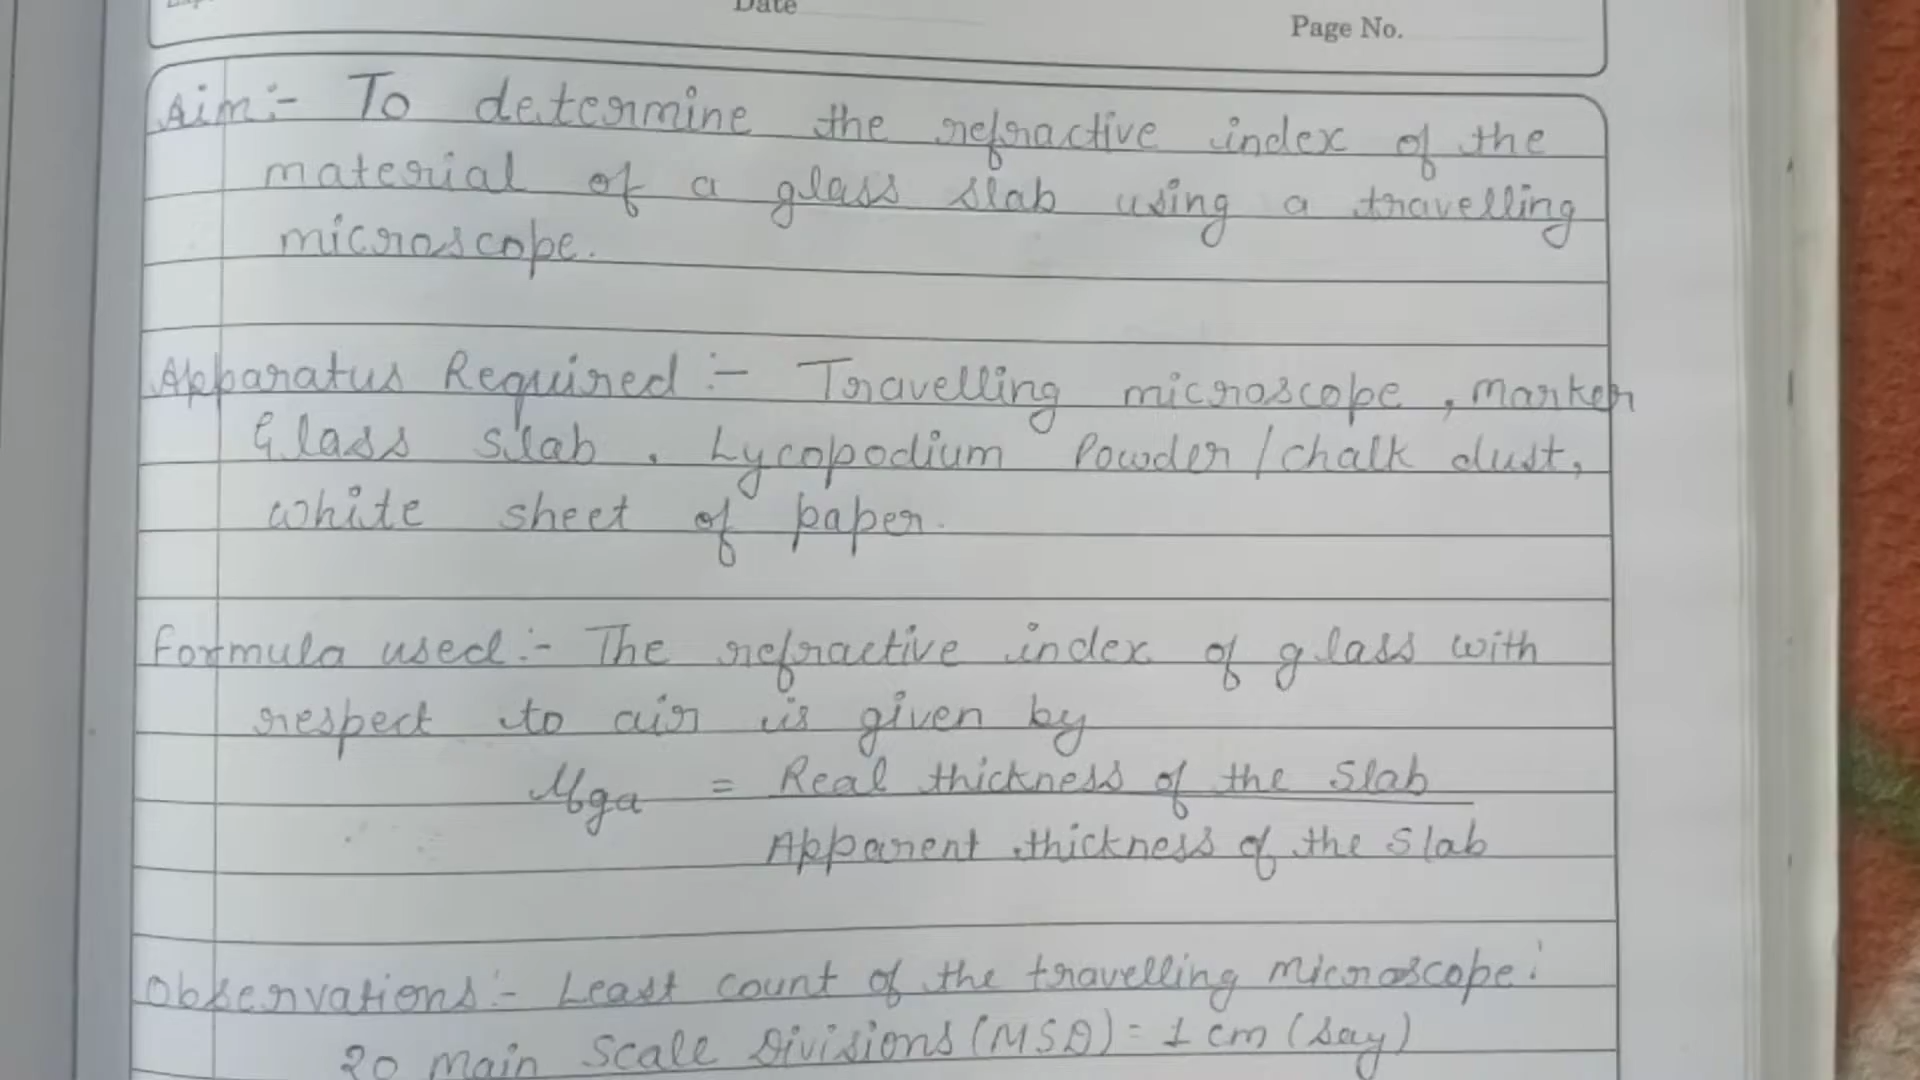 Date
Page No.
Aim:- To determine the refractive index of the
material of a glass slab using a travelling
microscope.
Apparatus Required:- Travelling microscope, Marker
Glass slab, Lycopodium Powder/chalk dust,
white sheet of paper.
Formula used:- The refractive index of glass with
respect to air is given by
μga = Real thickness of the Slab
Apparent thickness of the Slab
Observations:- Least count of the travelling microscope:
20 Main Scale Divisions (MSD) = 1 cm (say)